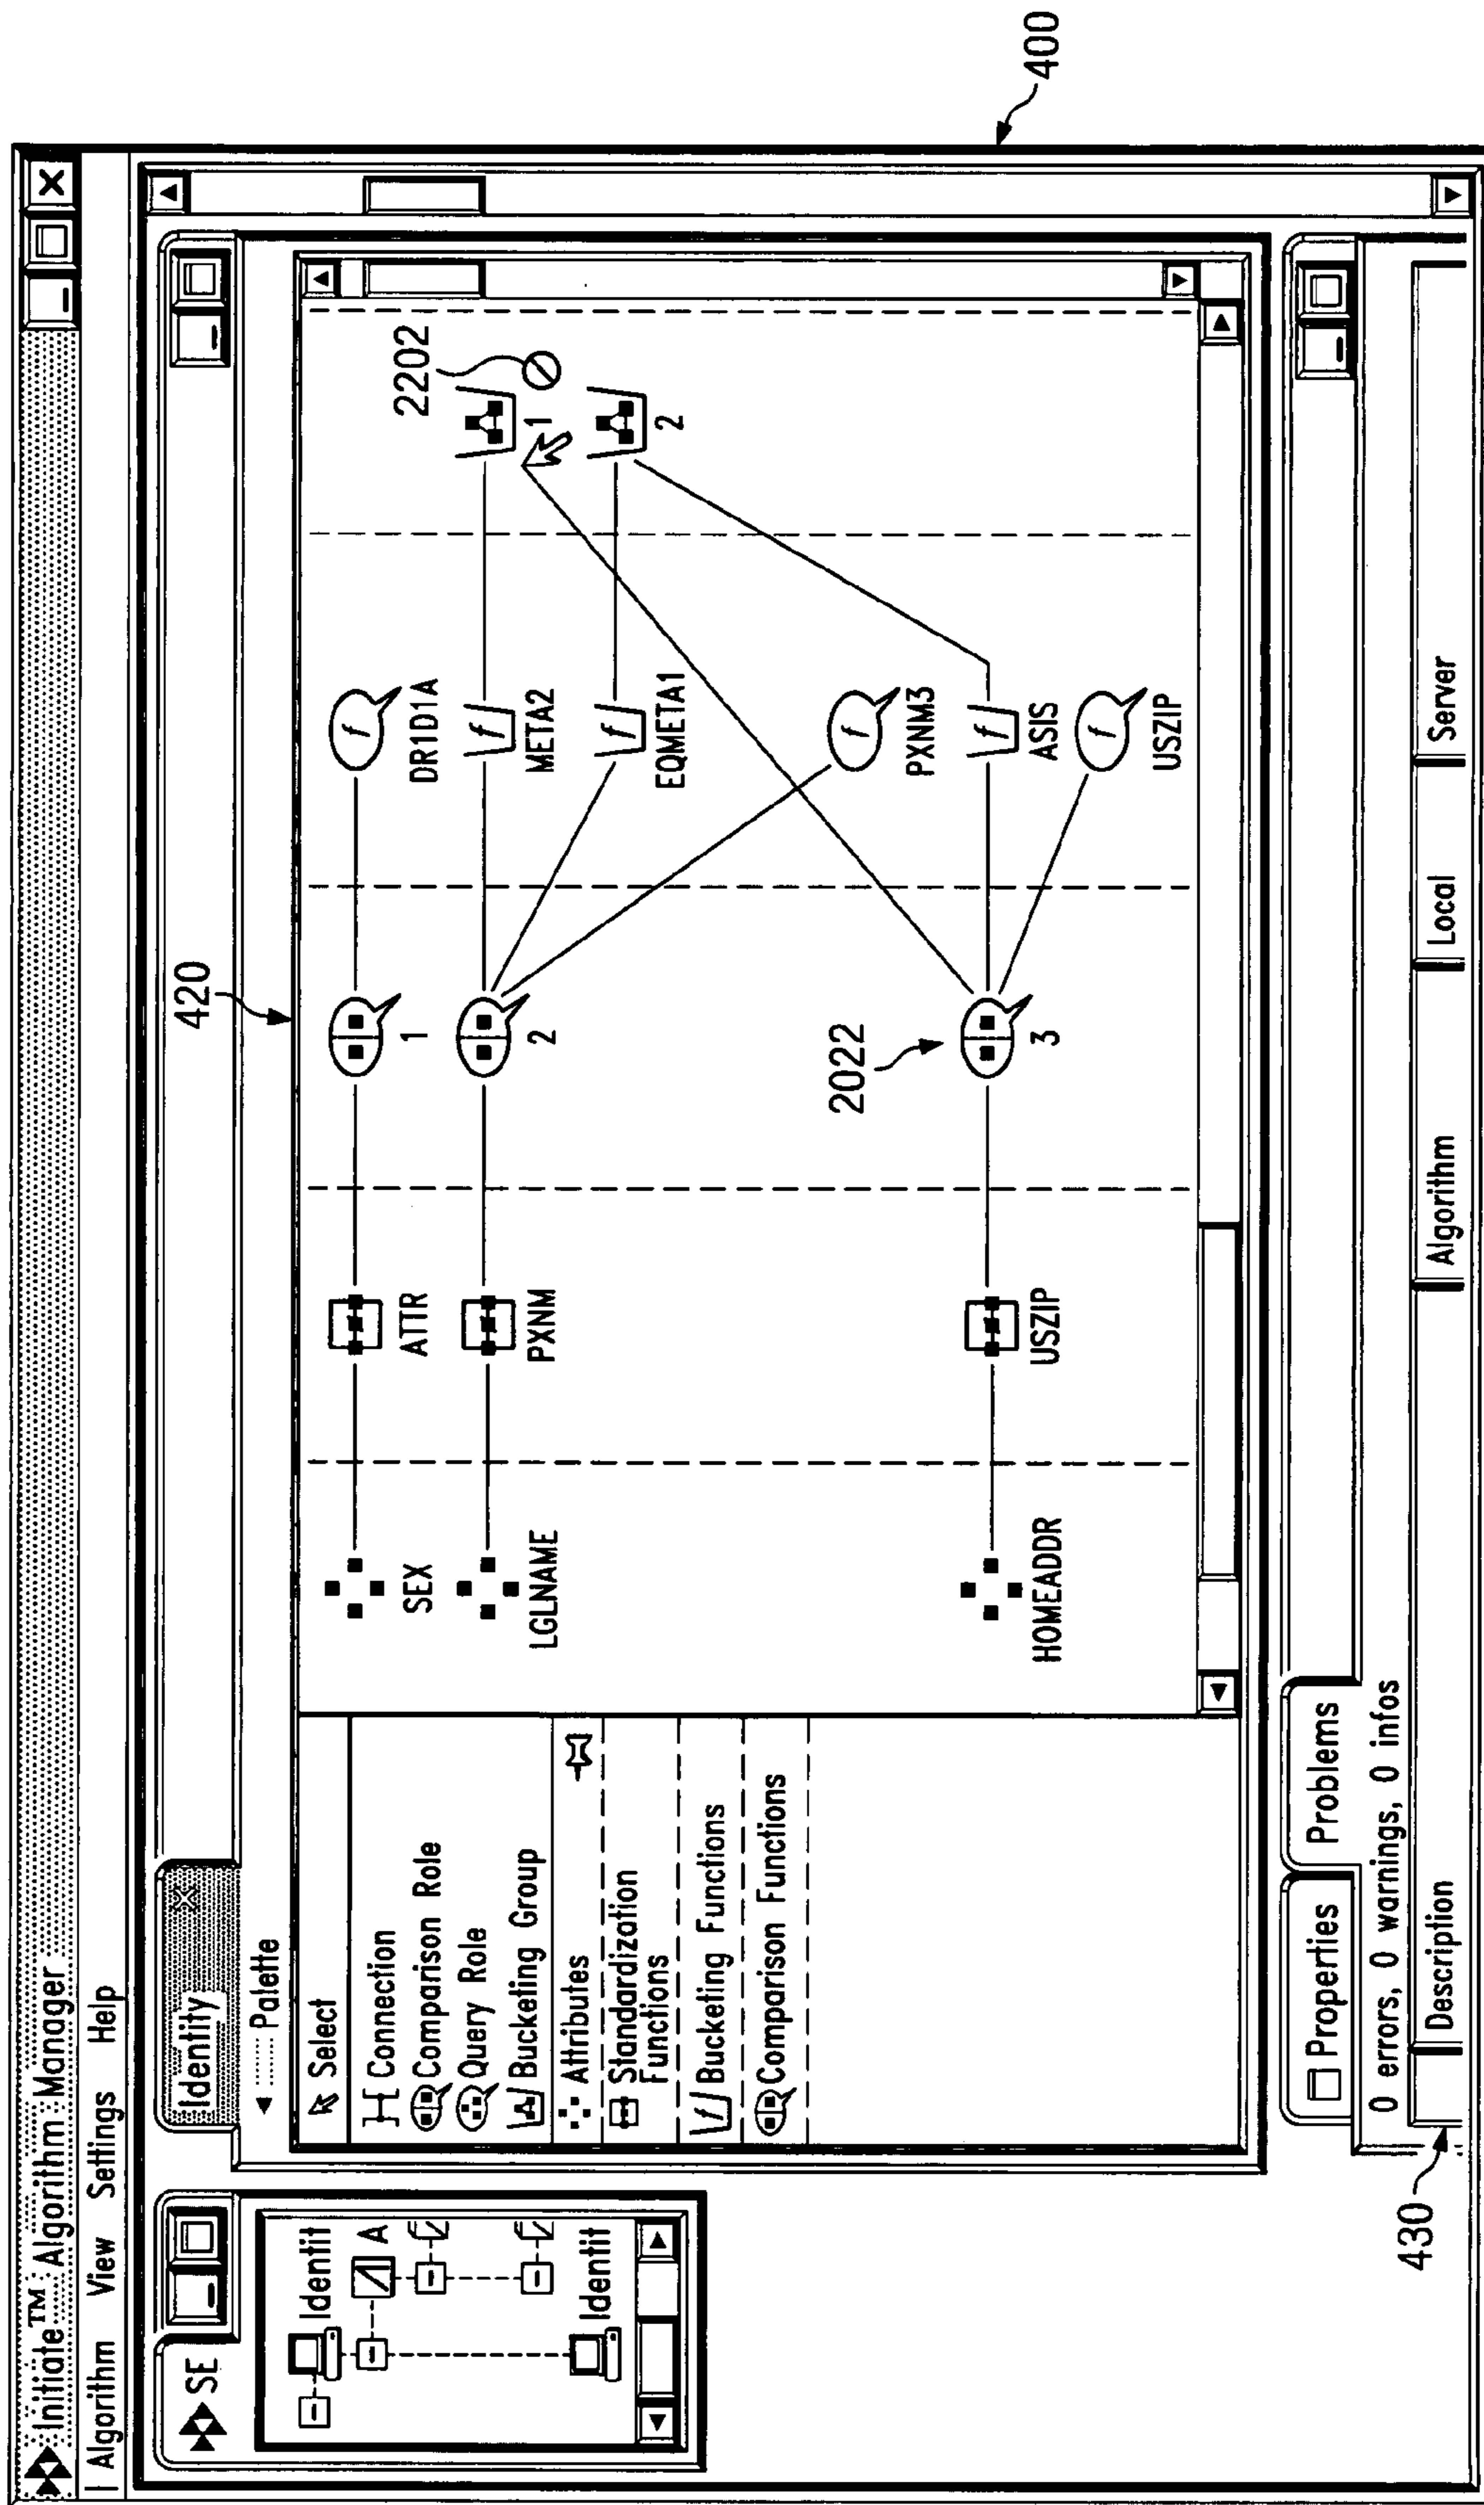 Initiate™ Algorithm Manager
Algorithm View Settings Help
SE
Identit
A
Identit
Identity
Palette
Select
Connection
Comparison Role
Query Role
Bucketing Group
Attributes
Standardization
Functions
Bucketing Functions
Comparison Functions
420
SEX
ATTR
1
DR1D1A
LGLNAME
PXNM
2
META2
1
2202
EQMETA1
2
2022
PXNM3
HOMEADDR
USZIP
3
ASIS
USZIP
400
Properties
Problems
0 errors, 0 warnings, 0 infos
Description
Algorithm
Local
Server
430